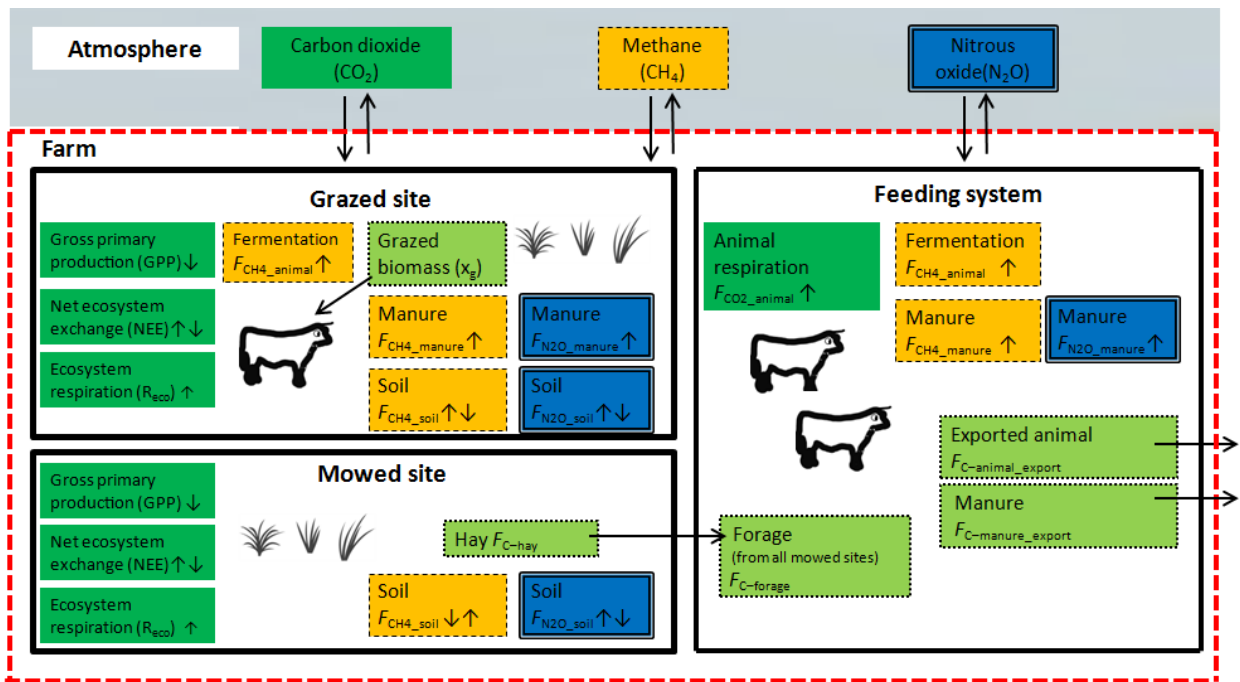 Atmosphere
Carbon dioxide
(CO₂)
Methane
(CH₄)
Nitrous
oxide(N₂O)
Farm
Grazed site
Gross primary
production (GPP)↓
Net ecosystem
exchange (NEE)↑↓
Ecosystem
respiration (Reco) ↑
Fermentation
FCH4_animal ↑
Grazed
biomass (xg)
Manure
FCH4_manure ↑
Manure
FN2O_manure ↑
Soil
FCH4_soil ↑↓
Soil
FN2O_soil ↑↓
Mowed site
Gross primary
production (GPP) ↓
Net ecosystem
exchange (NEE)↑↓
Ecosystem
respiration (Reco) ↑
Hay FC−hay
Soil
FCH4_soil ↓↑
Soil
FN2O_soil ↑↓
Feeding system
Animal
respiration
FCO2_animal ↑
Fermentation
FCH4_animal ↑
Manure
FCH4_manure ↑
Manure
FN2O_manure ↑
Exported animal
FC−animal_export
Manure
FC−manure_export
Forage
(from all mowed sites)
FC−forage